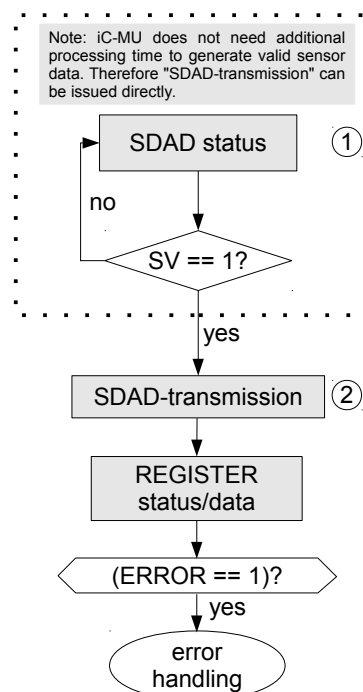 Note: iC-MU does not need additional
processing time to generate valid sensor
data. Therefore "SDAD-transmission" can
be issued directly.
SDAD status
1
no
SV == 1?
yes
SDAD-transmission
2
REGISTER
status/data
(ERROR == 1)?
yes
error
handling